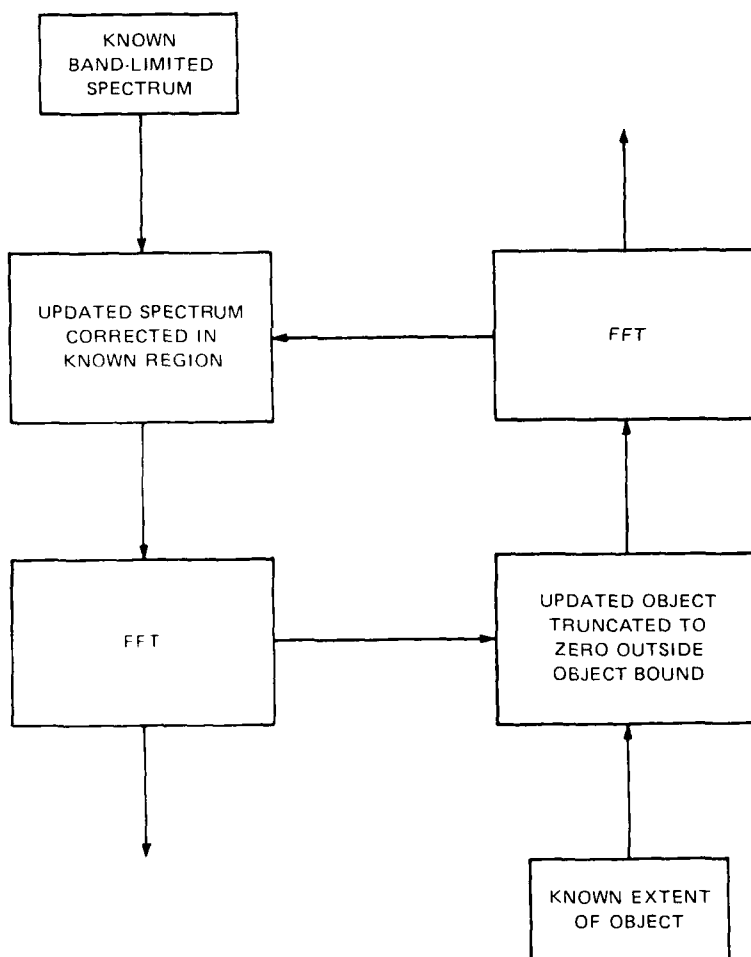 KNOWN
BAND-LIMITED
SPECTRUM
UPDATED SPECTRUM
CORRECTED IN
KNOWN REGION
FFT
FFT
UPDATED OBJECT
TRUNCATED TO
ZERO OUTSIDE
OBJECT BOUND
KNOWN EXTENT
OF OBJECT